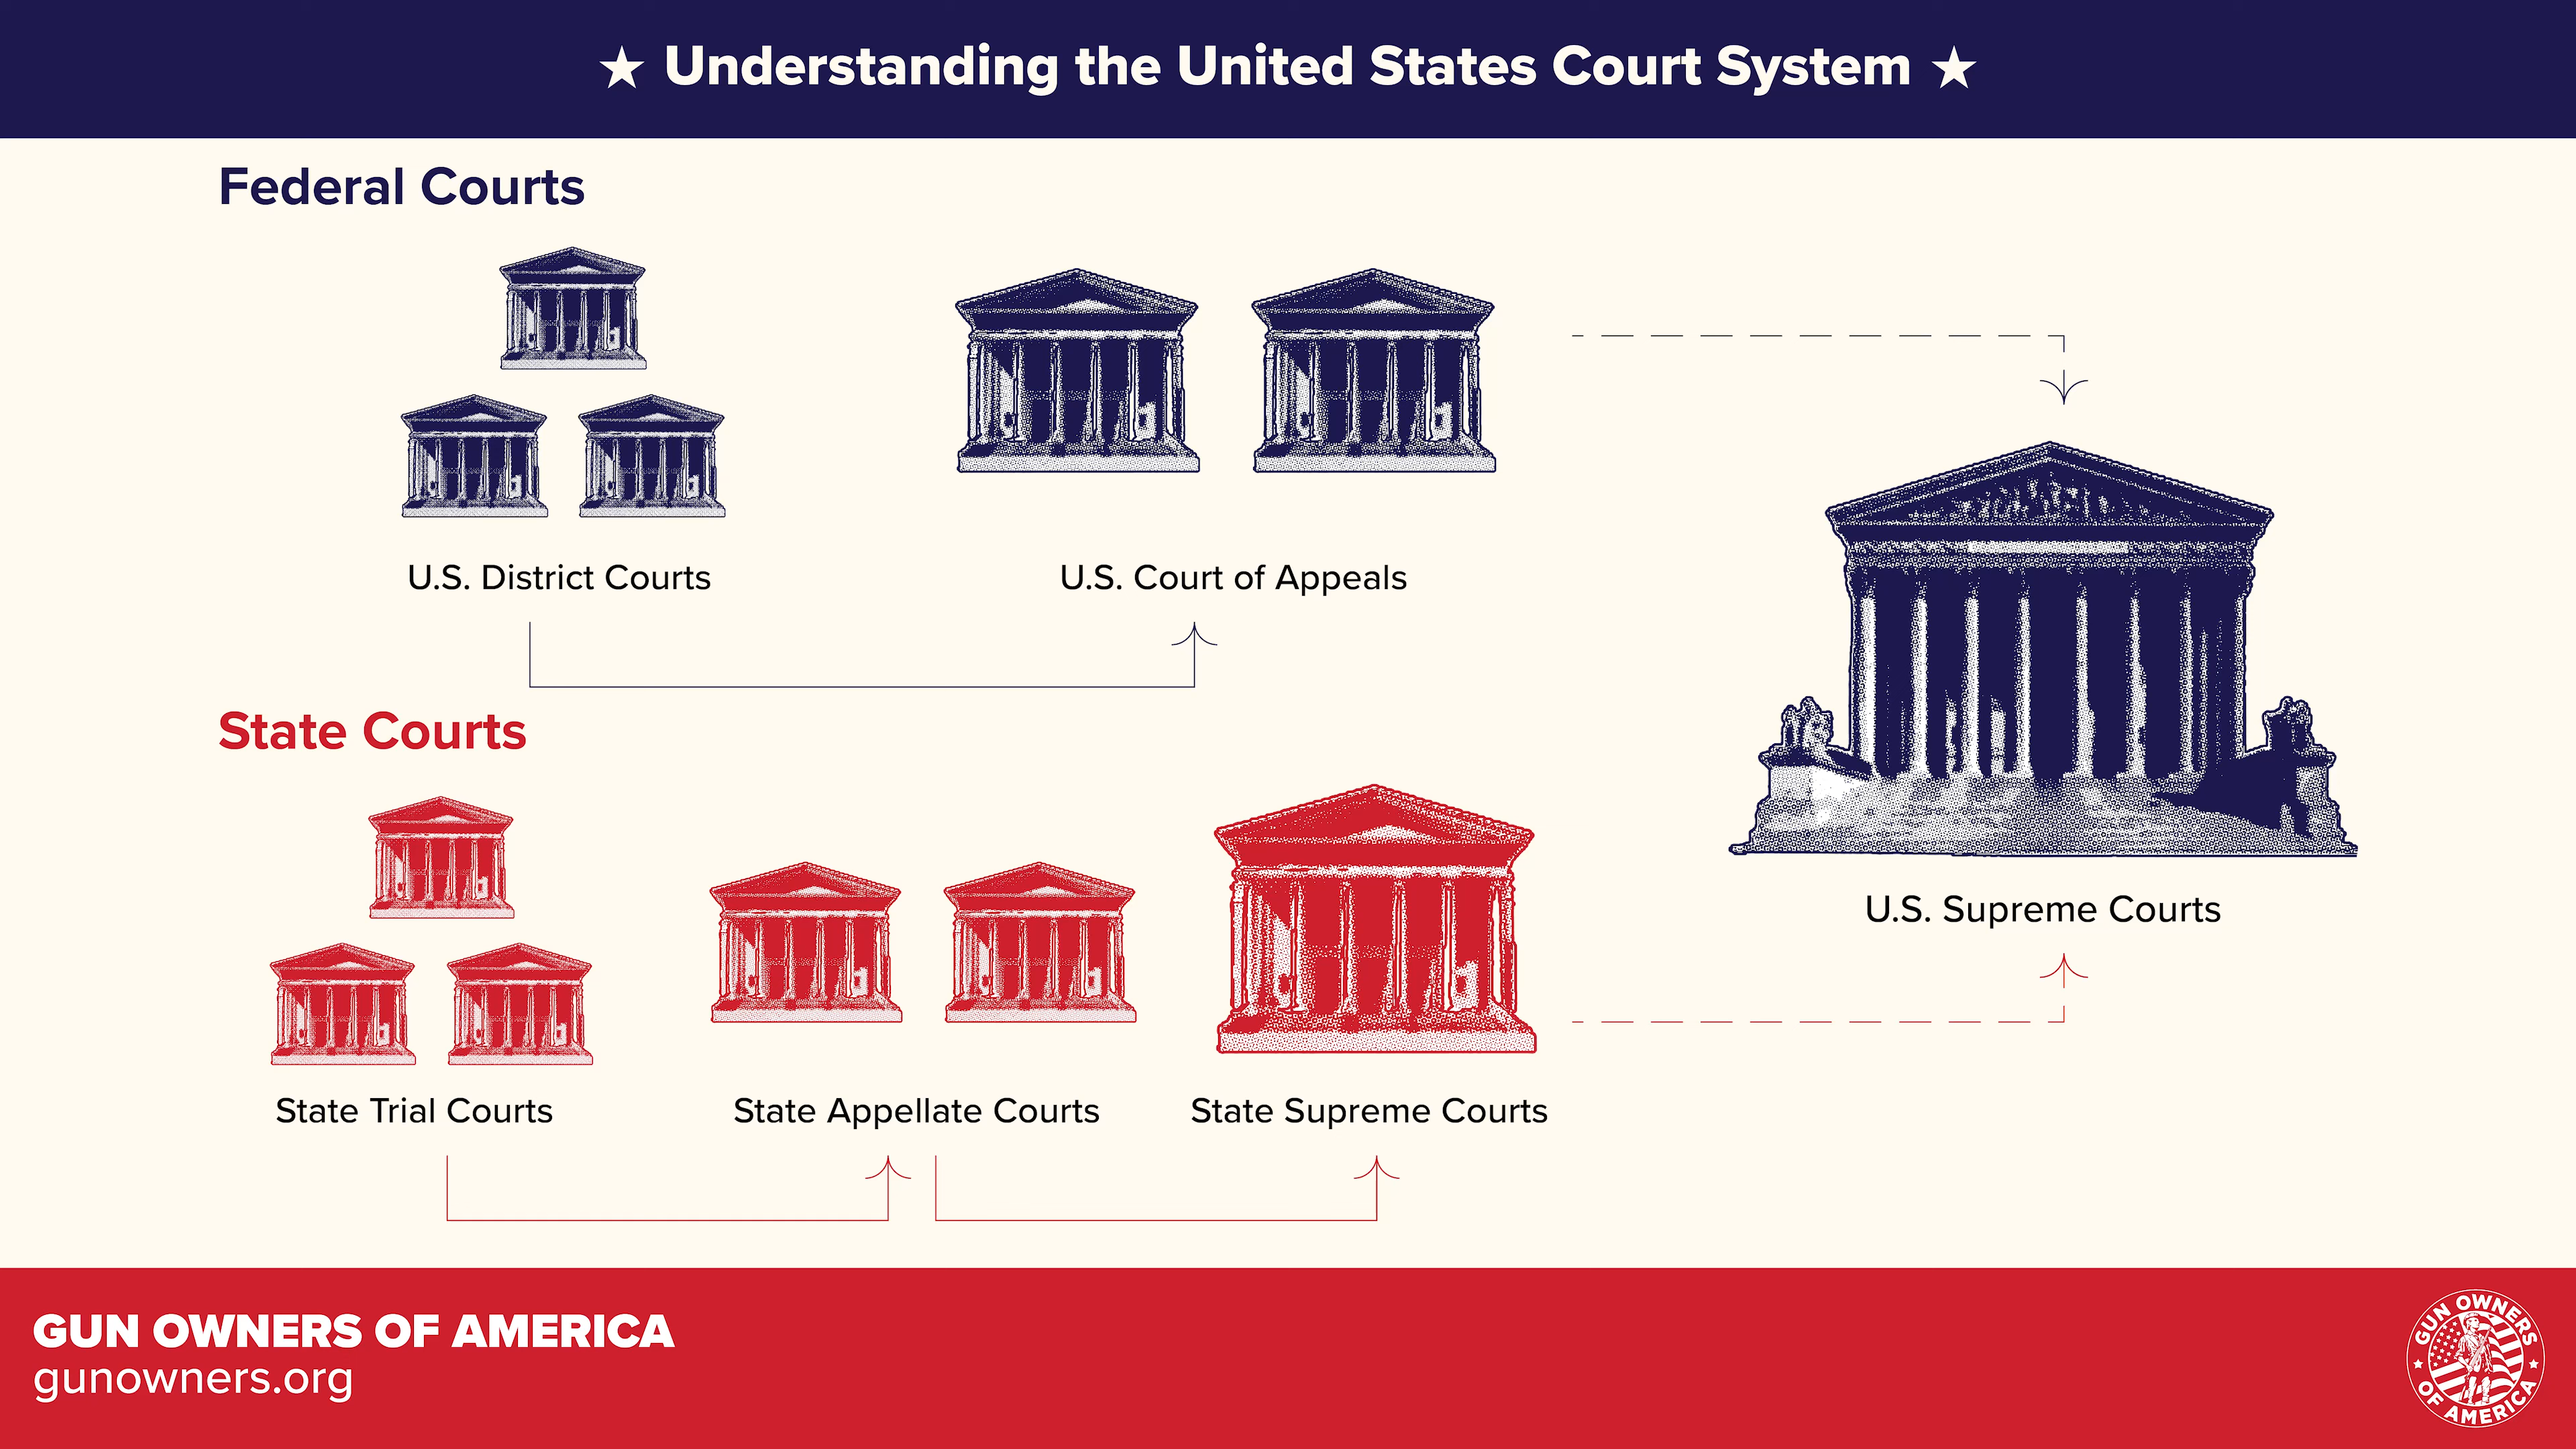 ★ Understanding the United States Court System ★
Federal Courts
U.S. District Courts
U.S. Court of Appeals
State Courts
U.S. Supreme Courts
State Trial Courts
State Appellate Courts
State Supreme Courts
GUN OWNERS OF AMERICA
gunowners.org
GUN OWNERS
OF AMERICA